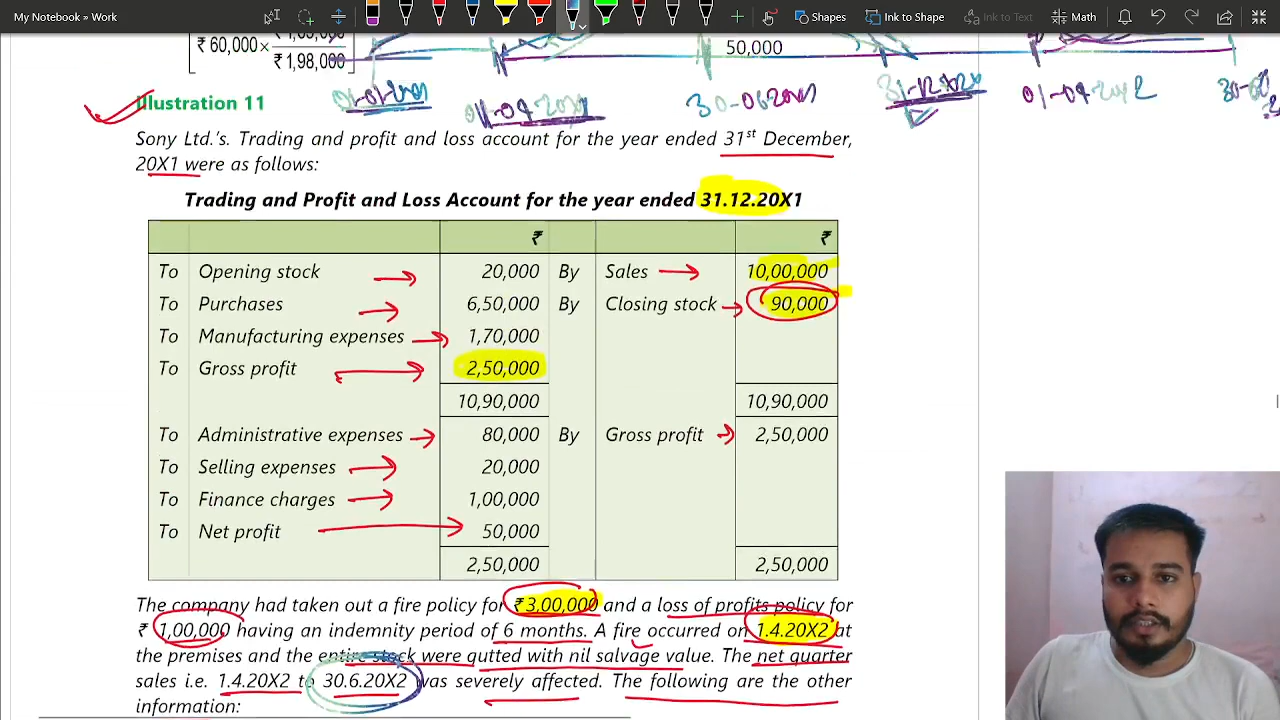 My Notebook » Work
Shapes
Ink to Shape
Ink to Text
Math
₹ 60,000 ×
₹ 1,98,000
50,000
01-04-20X2
Illustration 11
Sony Ltd.'s. Trading and profit and loss account for the year ended 31st December,
20X1 were as follows:
Trading and Profit and Loss Account for the year ended 31.12.20X1
₹ ₹
To Opening stock 20,000 By Sales 10,00,000
To Purchases 6,50,000 By Closing stock 90,000
To Manufacturing expenses 1,70,000
To Gross profit 2,50,000
10,90,000 10,90,000
To Administrative expenses 80,000 By Gross profit 2,50,000
To Selling expenses 20,000
To Finance charges 1,00,000
To Net profit 50,000
2,50,000 2,50,000
The company had taken out a fire policy for ₹ 3,00,000 and a loss of profits policy for
₹ 1,00,000 having an indemnity period of 6 months. A fire occurred on 1.4.20X2 at
the premises and the entire stock were gutted with nil salvage value. The net quarter
sales i.e. 1.4.20X2 to 30.6.20X2 was severely affected. The following are the other
information: